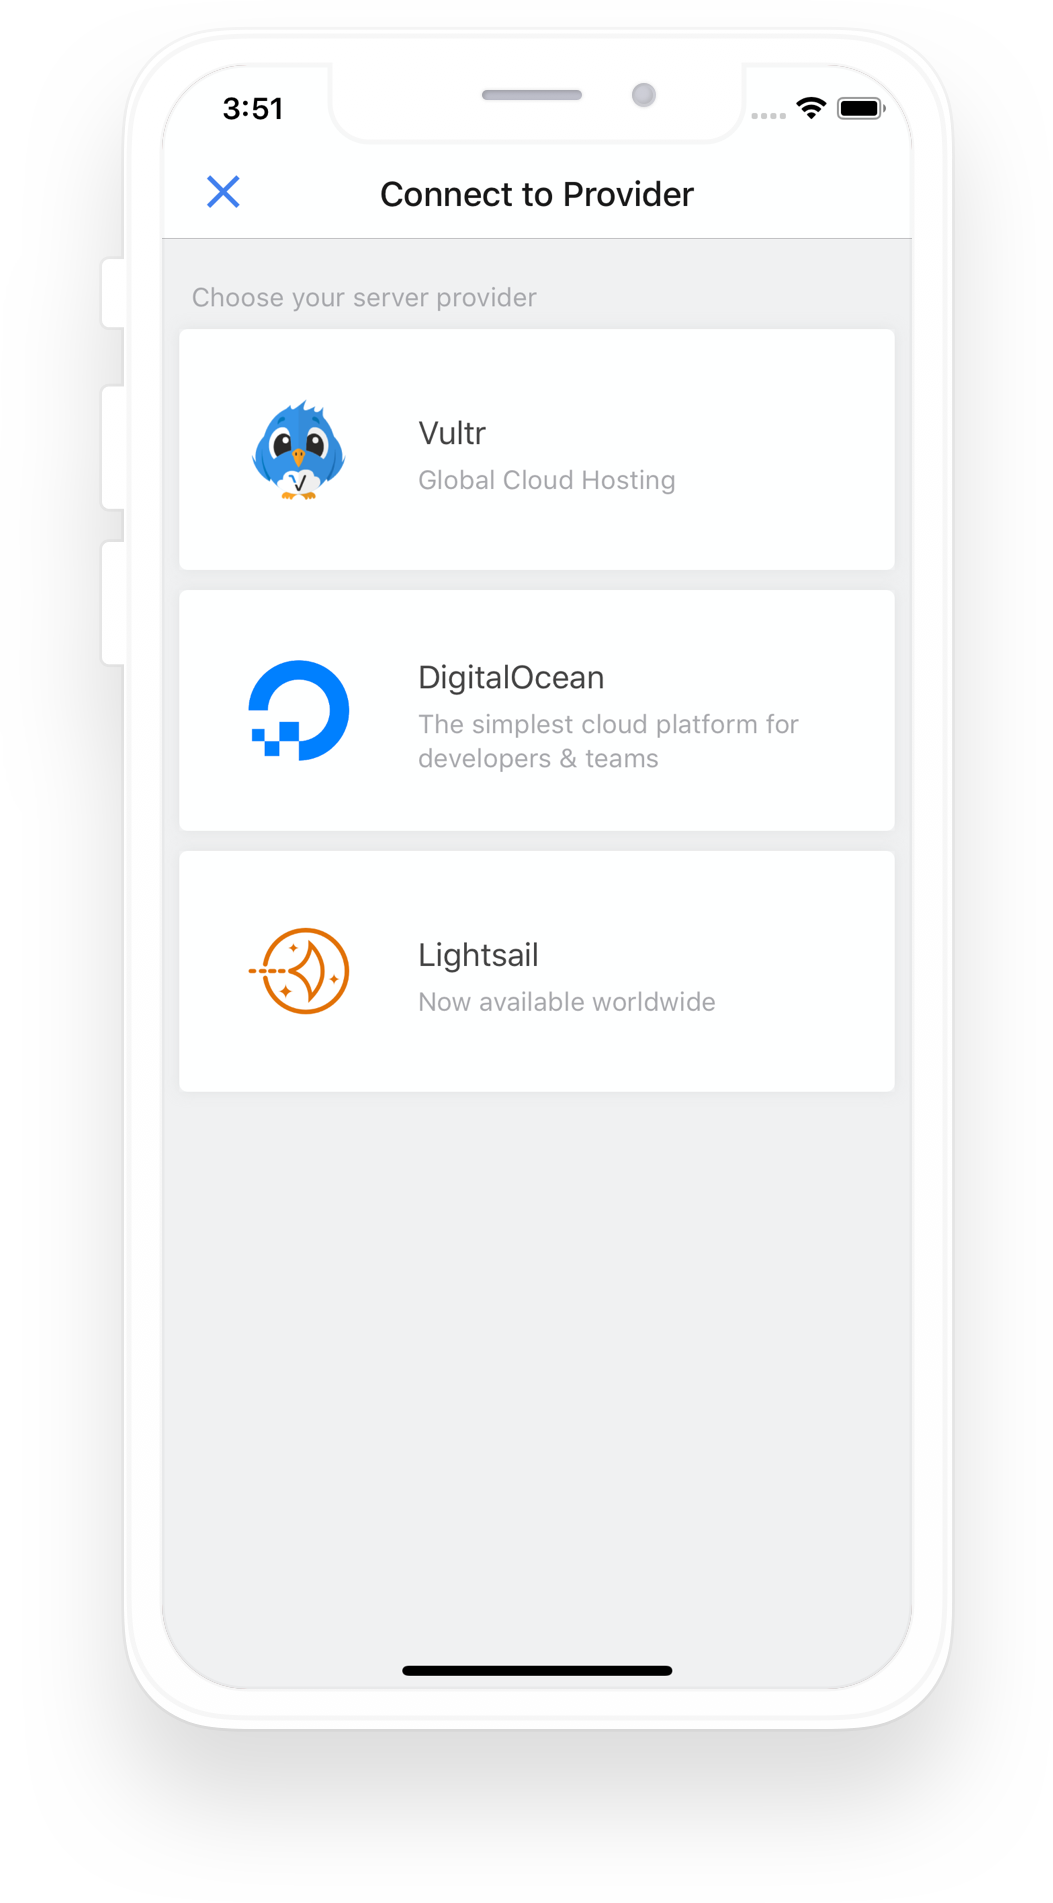 3:51
Connect to Provider
Choose your server provider
Vultr
Global Cloud Hosting
DigitalOcean
The simplest cloud platform for
developers & teams
Lightsail
Now available worldwide